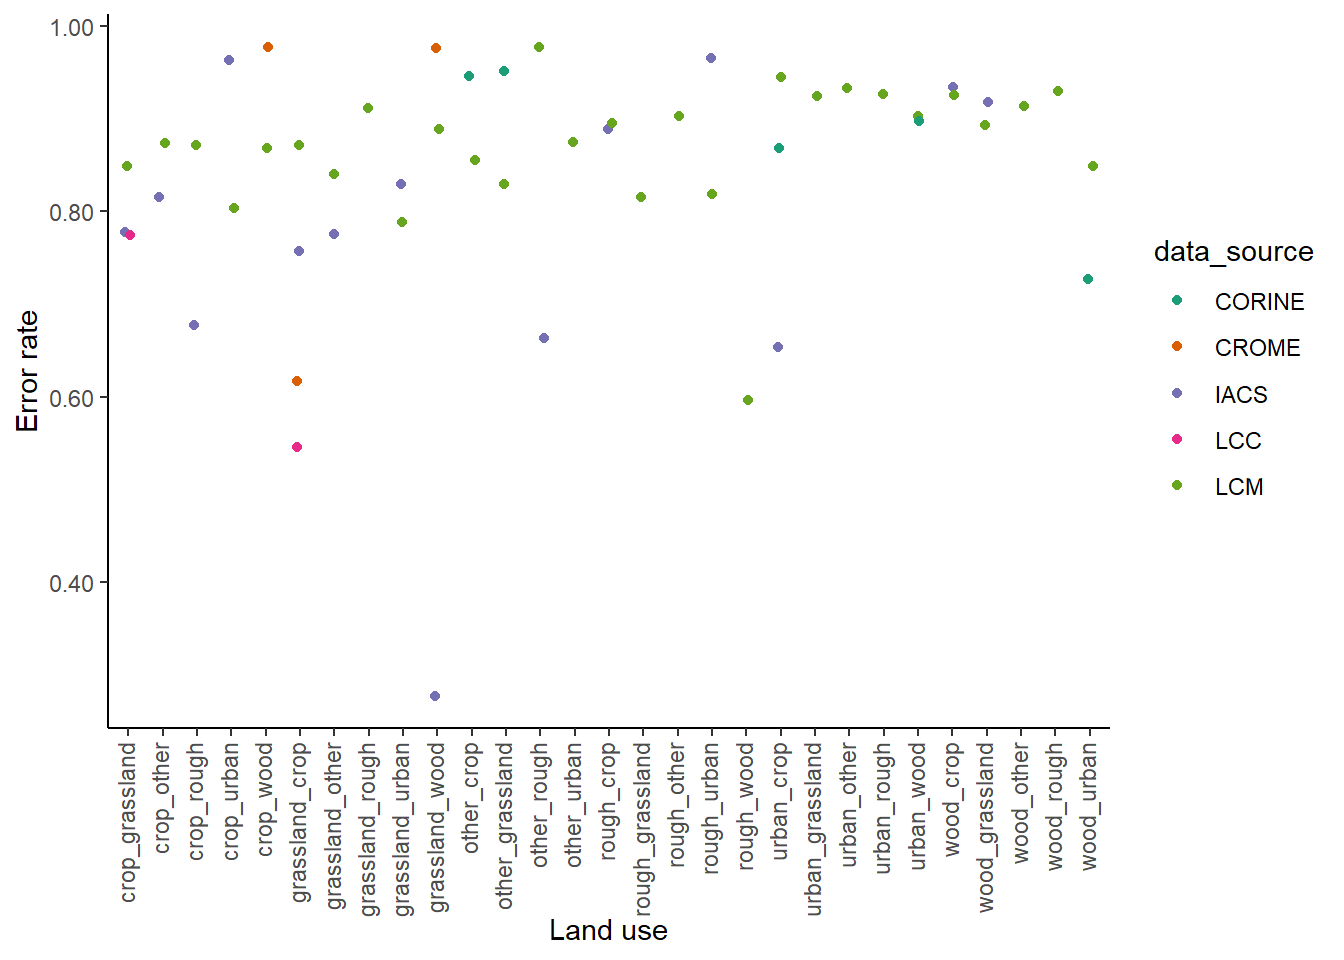 1.00
0.80
0.60
0.40
Error rate
crop_grassland
crop_other
crop_rough
crop_urban
crop_wood
grassland_crop
grassland_other
grassland_rough
grassland_urban
grassland_wood
other_crop
other_grassland
other_rough
other_urban
rough_crop
rough_grassland
rough_other
rough_urban
rough_wood
urban_crop
urban_grassland
urban_other
urban_rough
urban_wood
wood_crop
wood_grassland
wood_other
wood_rough
wood_urban
Land use
data_source
CORINE
CROME
IACS
LCC
LCM